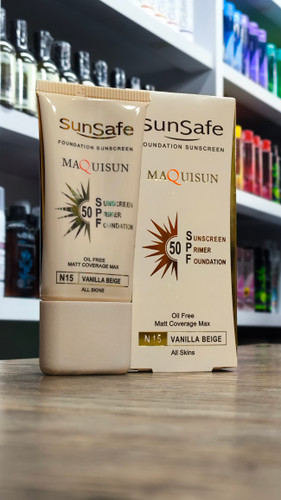 SunSafe
FOUNDATION SUNSCREEN
MAQUISUN
50
SUNSCREEN
PRIMER
FOUNDATION
OIL FREE
MATT COVERAGE MAX
N15 VANILLA BEIGE
ALL SKINS
SunSafe
FOUNDATION SUNSCREEN
MAQUISUN
50
SUNSCREEN
PRIMER
FOUNDATION
Oil Free
Matt Coverage Max
N15 VANILLA BEIGE
All Skins